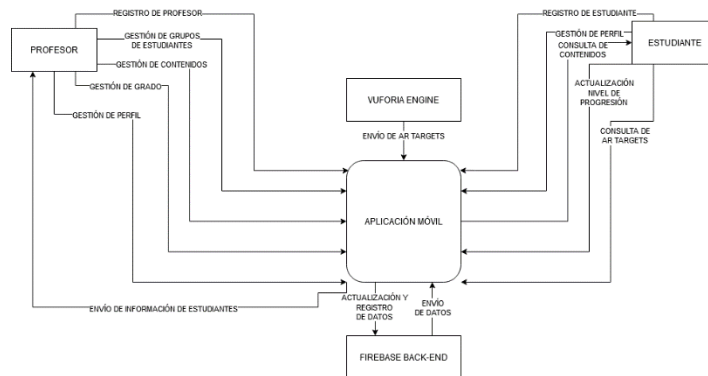 REGISTRO DE PROFESOR
PROFESOR
GESTIÓN DE GRUPOS
DE ESTUDIANTES
GESTIÓN DE CONTENIDOS
GESTIÓN DE GRADO
GESTIÓN DE PERFIL
REGISTRO DE ESTUDIANTE
GESTIÓN DE PERFIL
CONSULTA DE
CONTENIDOS
ESTUDIANTE
ACTUALIZACIÓN
NIVEL DE
PROGRESIÓN
CONSULTA DE
AR TARGETS
VUFORIA ENGINE
ENVÍO DE AR TARGETS
APLICACIÓN MÓVIL
ENVÍO DE INFORMACIÓN DE ESTUDIANTES
ACTUALIZACIÓN Y
REGISTRO
DE DATOS
ENVÍO
DE DATOS
FIREBASE BACK-END